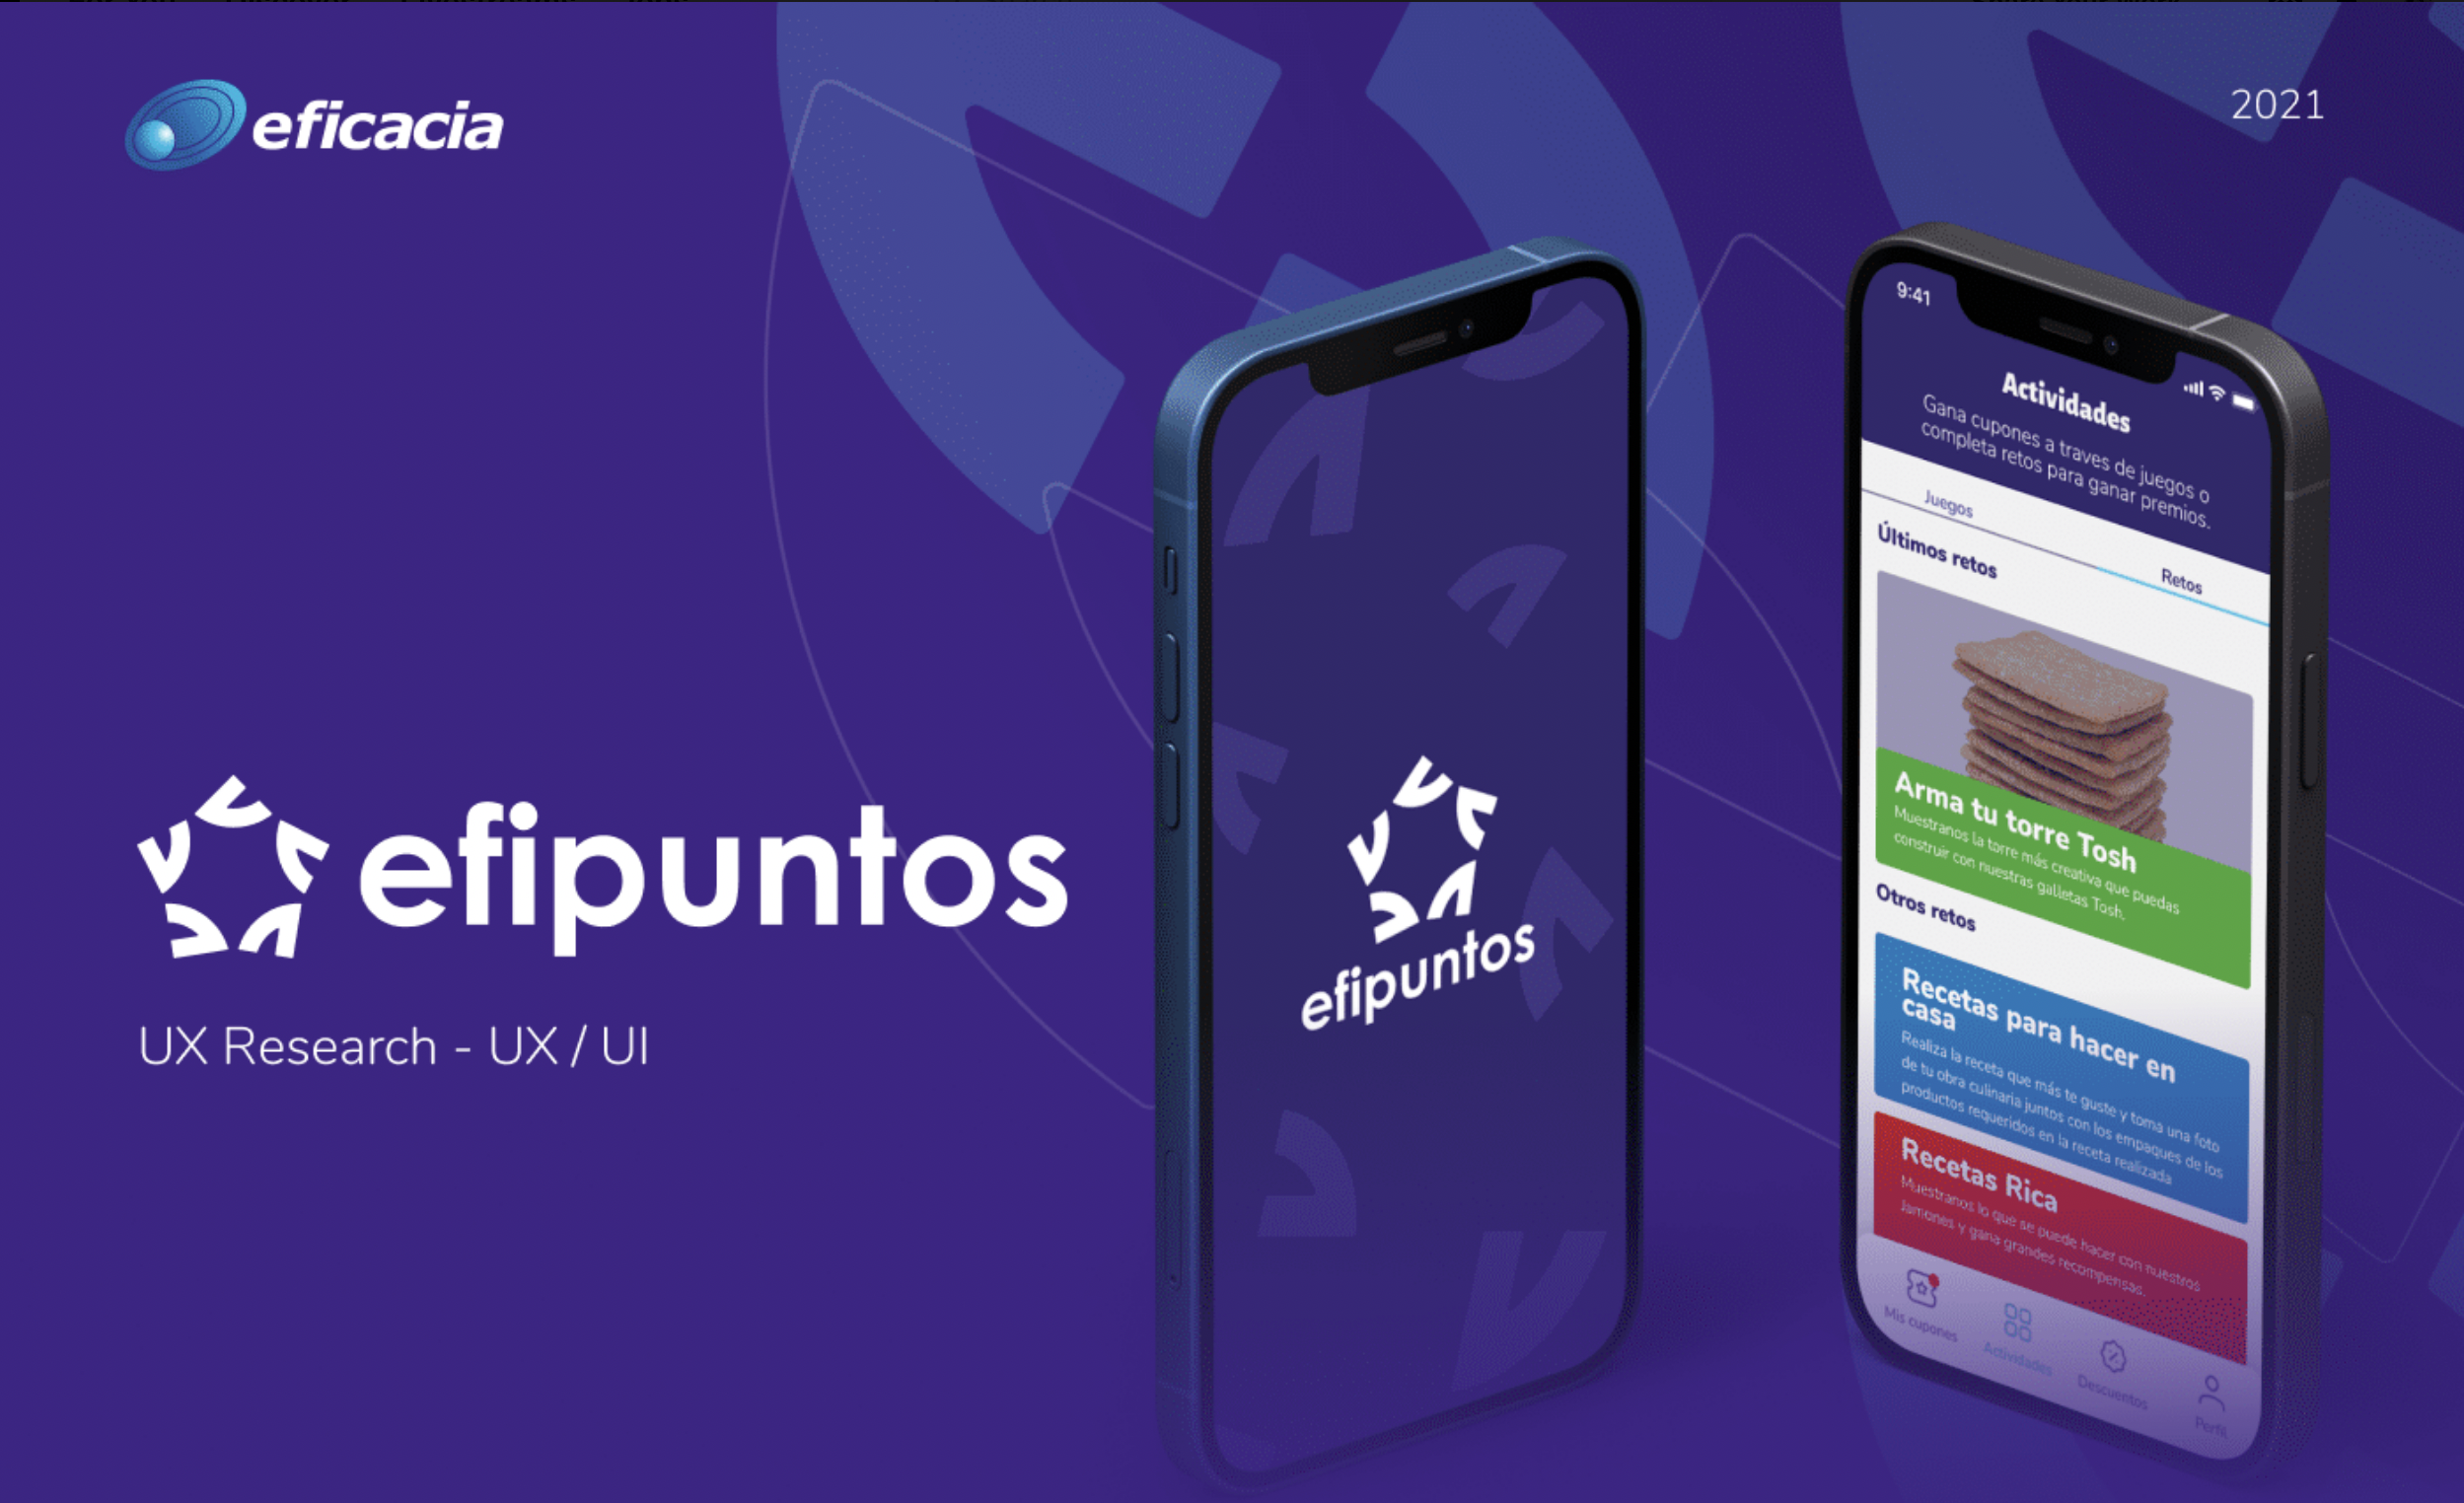 eficacia
2021
efipuntos
UX Research - UX / UI
efipuntos
9:41
Actividades
Gana cupones a traves de juegos o
completa retos para ganar premios.
Juegos
Retos
Últimos retos
Arma tu torre Tosh
Muestranos la torre más creativa que puedas
construir con nuestras galletas Tosh.
Otros retos
Recetas para hacer en
casa
Realiza la receta que más te guste y toma una foto
de tu obra culinaria juntos con los empaques de los
productos requeridos en la receta realizada
Recetas Rica
Muestranos lo que se puede hacer con nuestros
Jamones y gana grandes recompensas.
Mis cupones
Actividades
Descuentos
Perfil